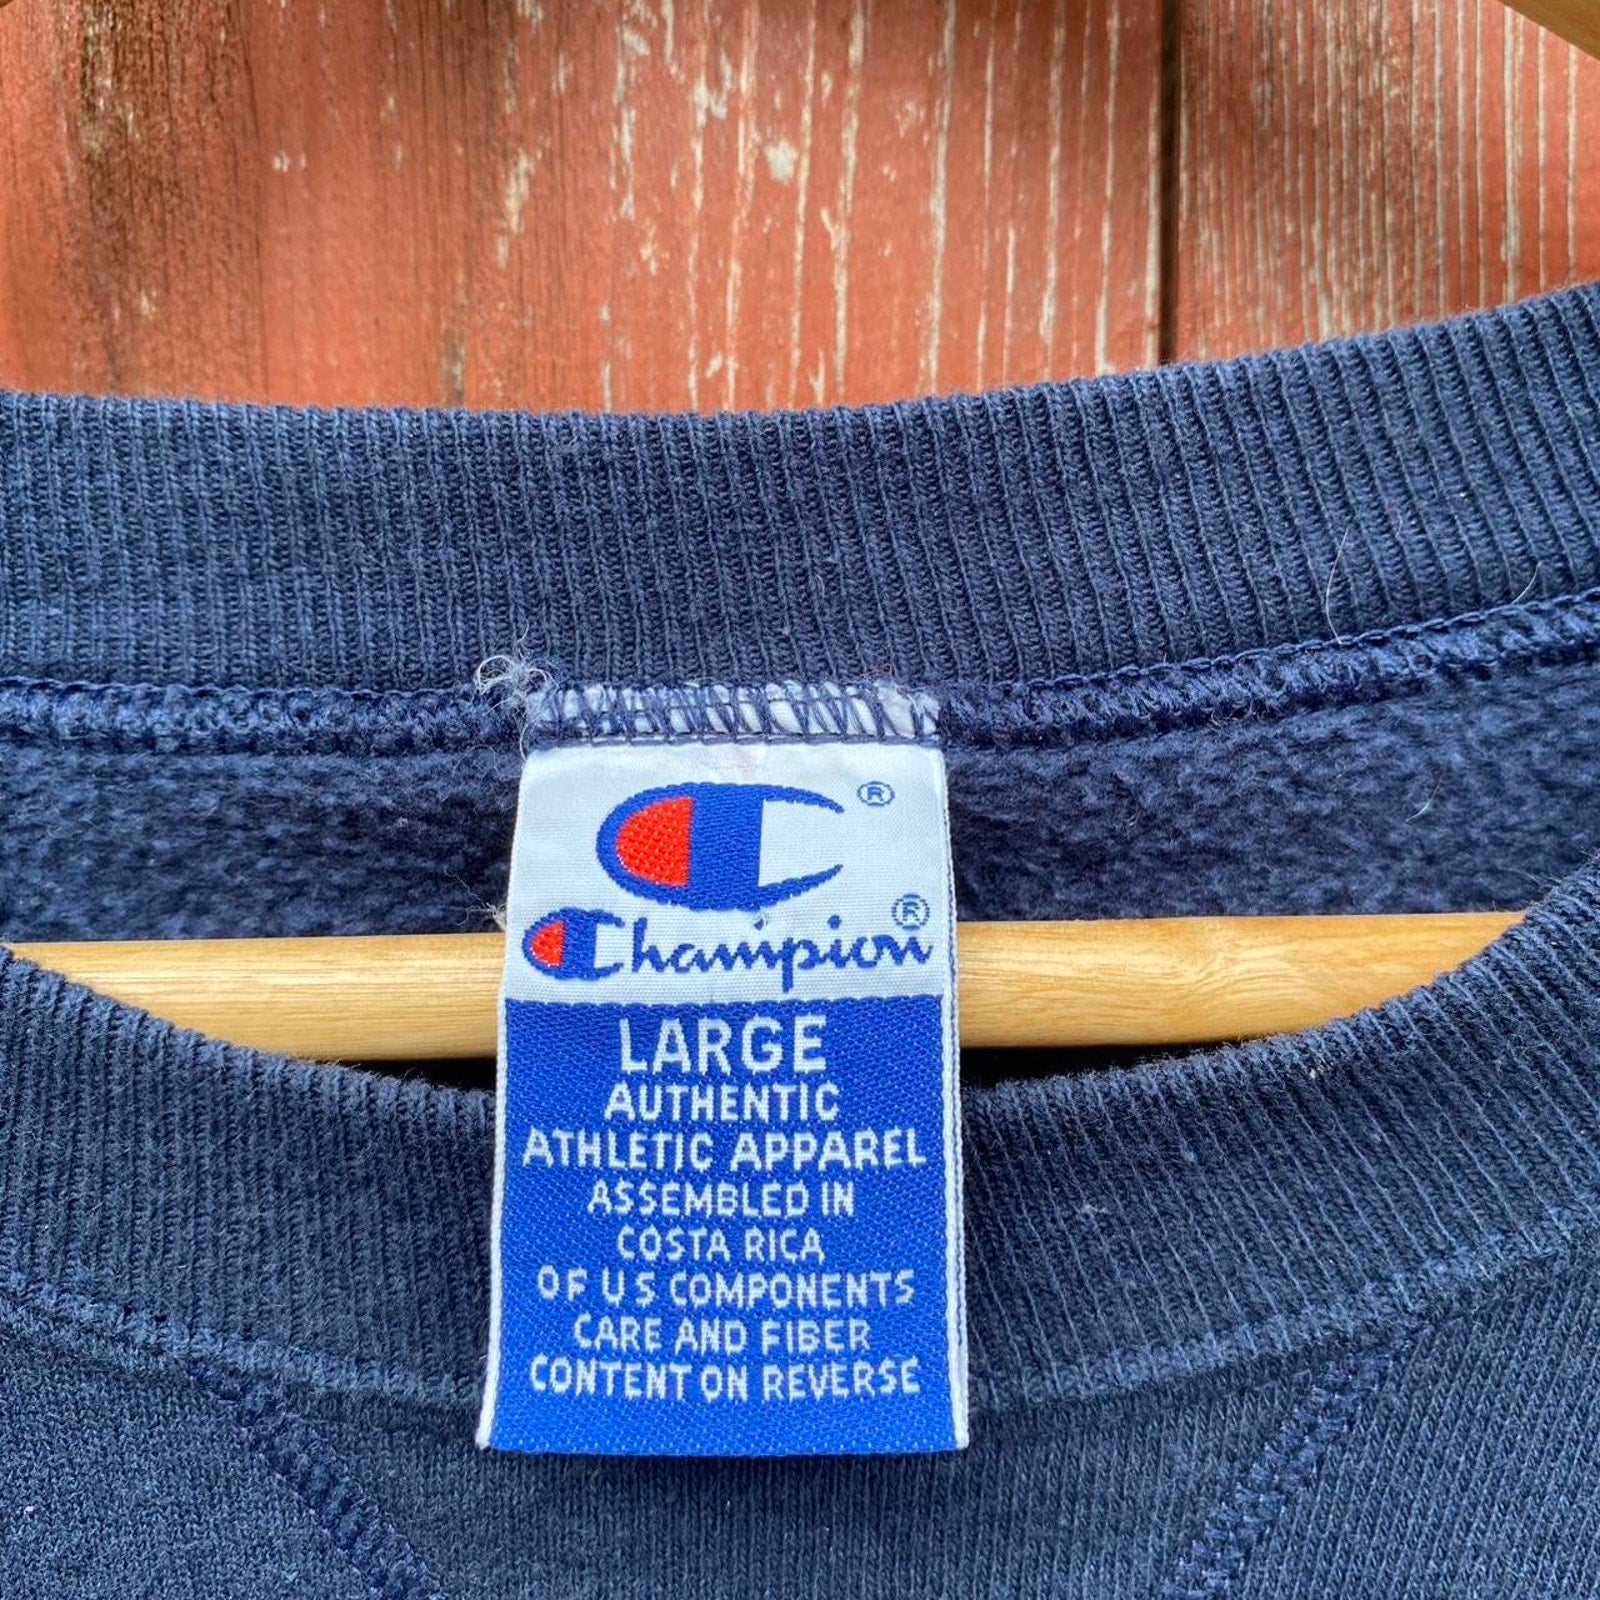 ®
Champion®
LARGE
AUTHENTIC
ATHLETIC APPAREL
ASSEMBLED IN
COSTA RICA
OF U S COMPONENTS
CARE AND FIBER
CONTENT ON REVERSE